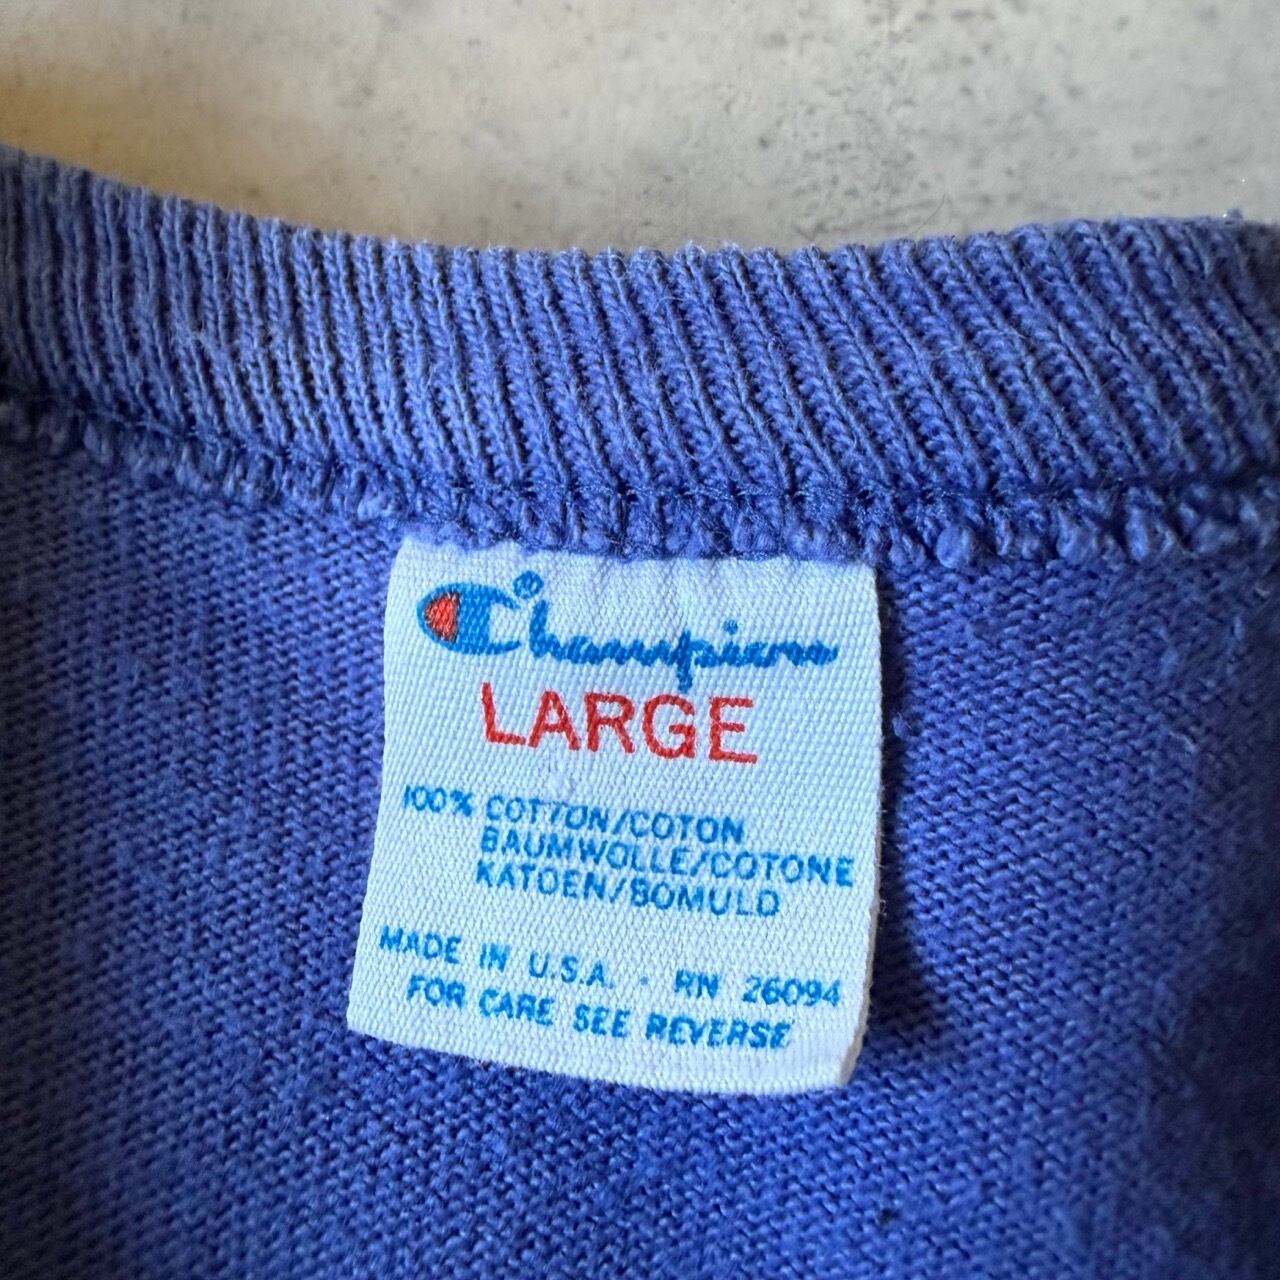 Champion®
LARGE
100% COTTON/COTON
BAUMWOLLE/COTONE
KATOEN/BOMULD
MADE IN U.S.A. · RN 26094
FOR CARE SEE REVERSE